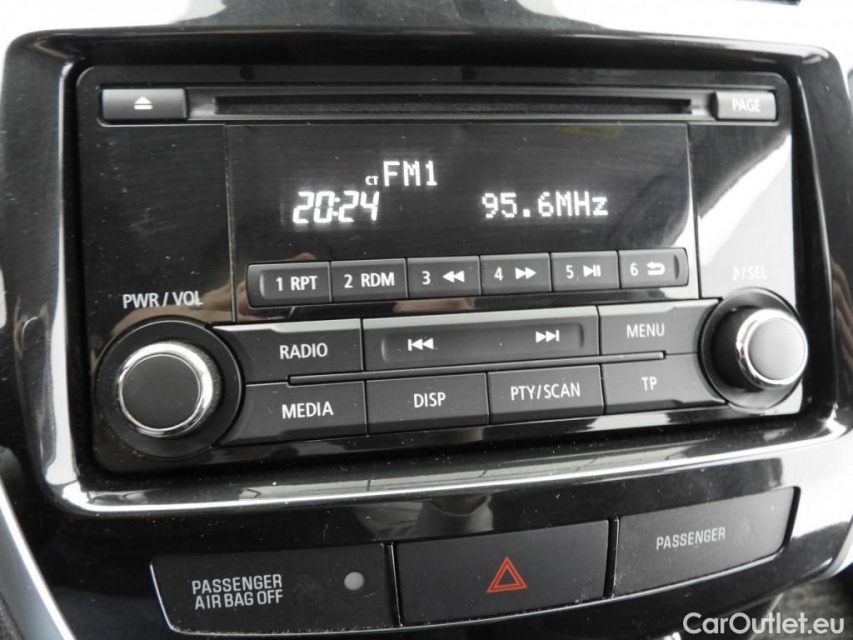 PAGE
CT FM1
20:24 95.6MHz
1 RPT 2 RDM 3 4 5 6
PWR / VOL
♪/SEL
RADIO MENU
MEDIA DISP PTY/SCAN TP
PASSENGER
PASSENGER
AIR BAG OFF
CarOutlet.eu